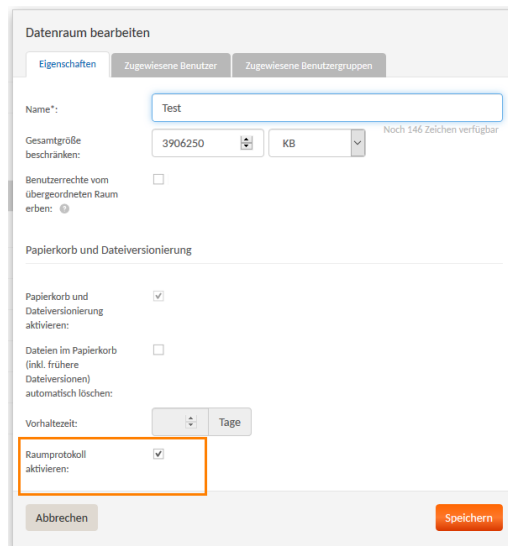 Datenraum bearbeiten
Eigenschaften
Zugewiesene Benutzer
Zugewiesene Benutzergruppen
Name*:
Test
Noch 146 Zeichen verfügbar
Gesamtgröße
beschränken:
3906250
KB
Benutzerrechte vom
übergeordneten Raum
erben:
?
Papierkorb und Dateiversionierung
Papierkorb und
Dateiversionierung
aktivieren:
Dateien im Papierkorb
(inkl. frühere
Dateiversionen)
automatisch löschen:
Vorhaltezeit:
Tage
Raumprotokoll
aktivieren:
Abbrechen
Speichern